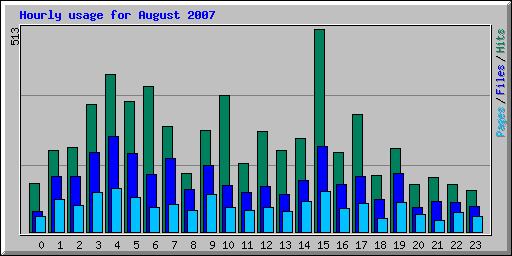 Hourly usage for August 2007
513
Pages / Files / Hits
0 1 2 3 4 5 6 7 8 9 10 11 12 13 14 15 16 17 18 19 20 21 22 23